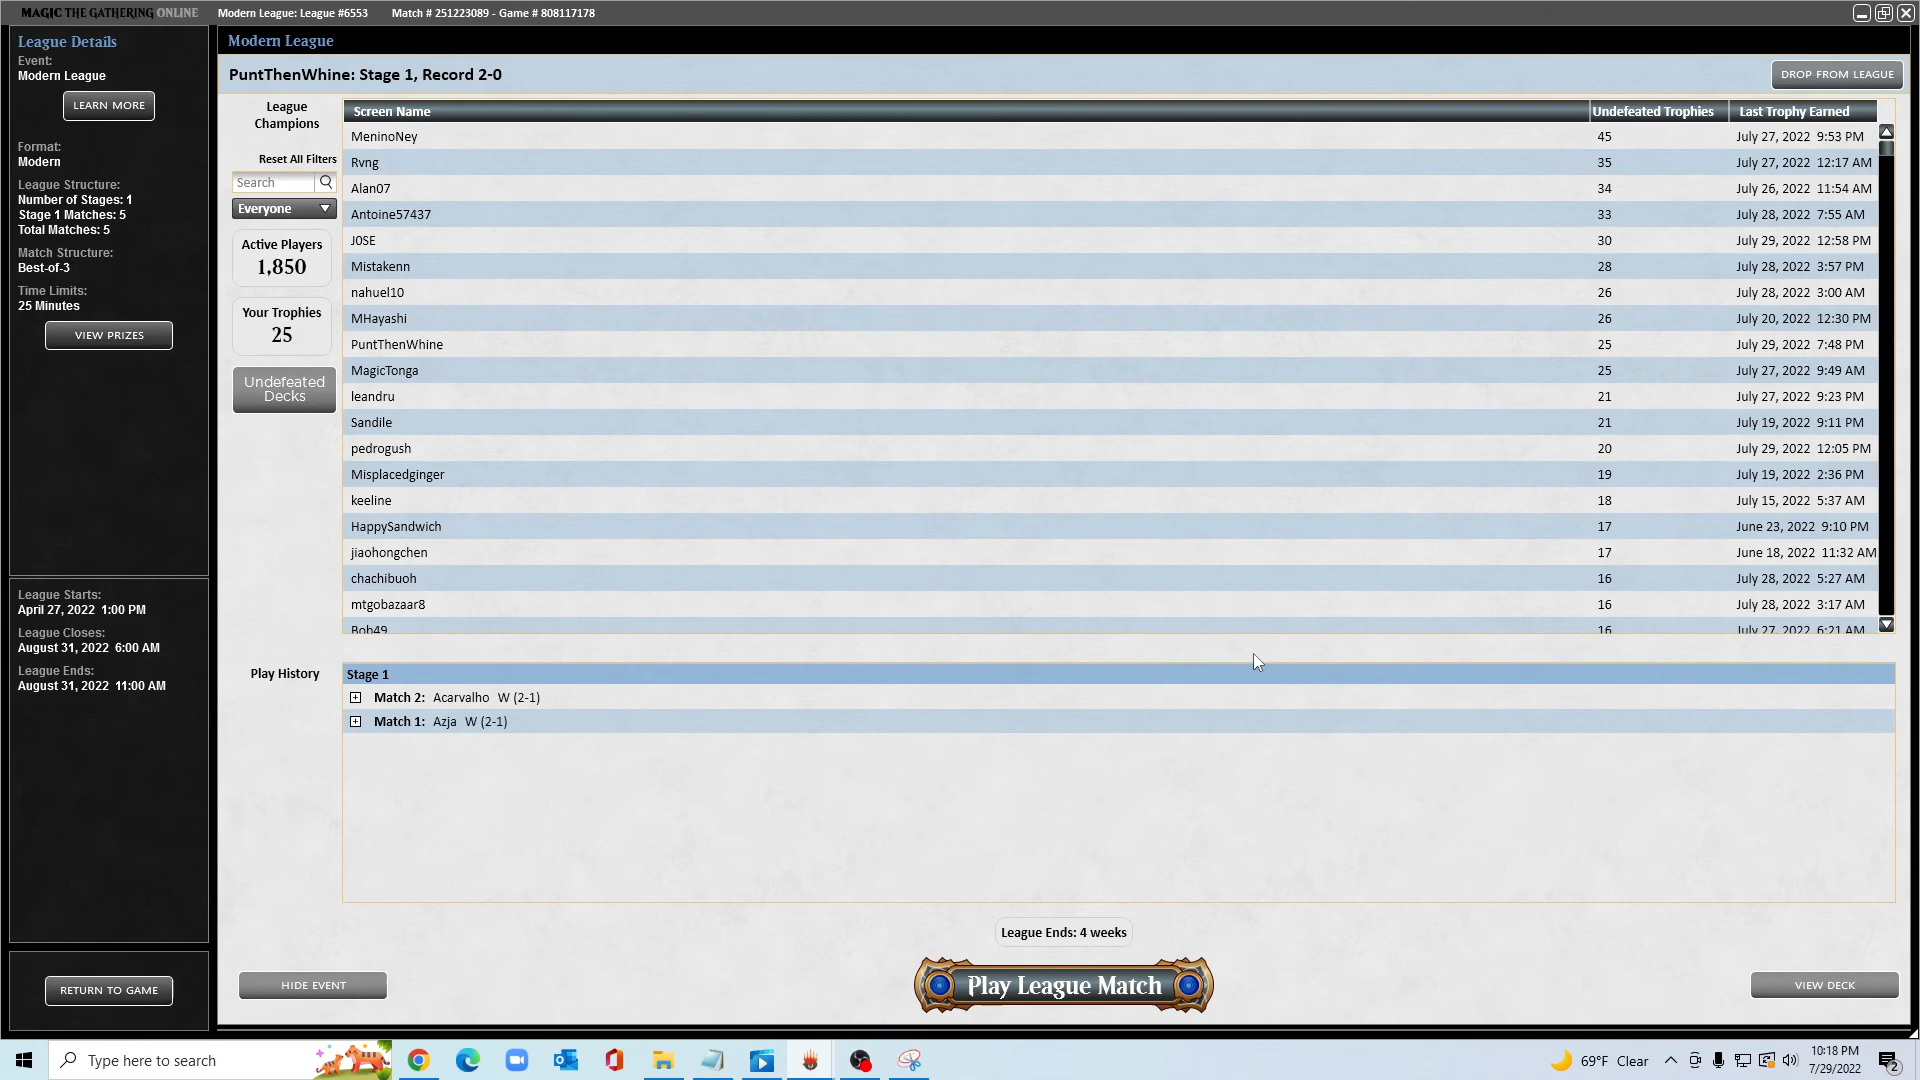 MAGIC THE GATHERING ONLINE
Modern League: League #6553 Match # 251223089 - Game # 808117178
League Details
Event:
Modern League
LEARN MORE
Format:
Modern
League Structure:
Number of Stages: 1
Stage 1 Matches: 5
Total Matches: 5
Match Structure:
Best-of-3
Time Limits:
25 Minutes
VIEW PRIZES
League Starts:
April 27, 2022 1:00 PM
League Closes:
August 31, 2022 6:00 AM
League Ends:
August 31, 2022 11:00 AM
RETURN TO GAME
Modern League
PuntThenWhine: Stage 1, Record 2-0
DROP FROM LEAGUE
League
Champions
Reset All Filters
Search
Everyone
Active Players
1,850
Your Trophies
25
Undefeated
Decks
Screen Name Undefeated Trophies Last Trophy Earned
MeninoNey 45 July 27, 2022 9:53 PM
Rvng 35 July 27, 2022 12:17 AM
Alan07 34 July 26, 2022 11:54 AM
Antoine57437 33 July 28, 2022 7:55 AM
J0SE 30 July 29, 2022 12:58 PM
Mistakenn 28 July 28, 2022 3:57 PM
nahuel10 26 July 28, 2022 3:00 AM
MHayashi 26 July 20, 2022 12:30 PM
PuntThenWhine 25 July 29, 2022 7:48 PM
MagicTonga 25 July 27, 2022 9:49 AM
leandru 21 July 27, 2022 9:23 PM
Sandile 21 July 19, 2022 9:11 PM
pedrogush 20 July 29, 2022 12:05 PM
Misplacedginger 19 July 19, 2022 2:36 PM
keeline 18 July 15, 2022 5:37 AM
HappySandwich 17 June 23, 2022 9:10 PM
jiaohongchen 17 June 18, 2022 11:32 AM
chachibuoh 16 July 28, 2022 5:27 AM
mtgobazaar8 16 July 28, 2022 3:17 AM
Bob49 16 July 27, 2022 6:21 AM
Play History
Stage 1
Match 2: Acarvalho W (2-1)
Match 1: Azja W (2-1)
League Ends: 4 weeks
HIDE EVENT
Play League Match
VIEW DECK
Type here to search
69°F Clear
10:18 PM
7/29/2022
2